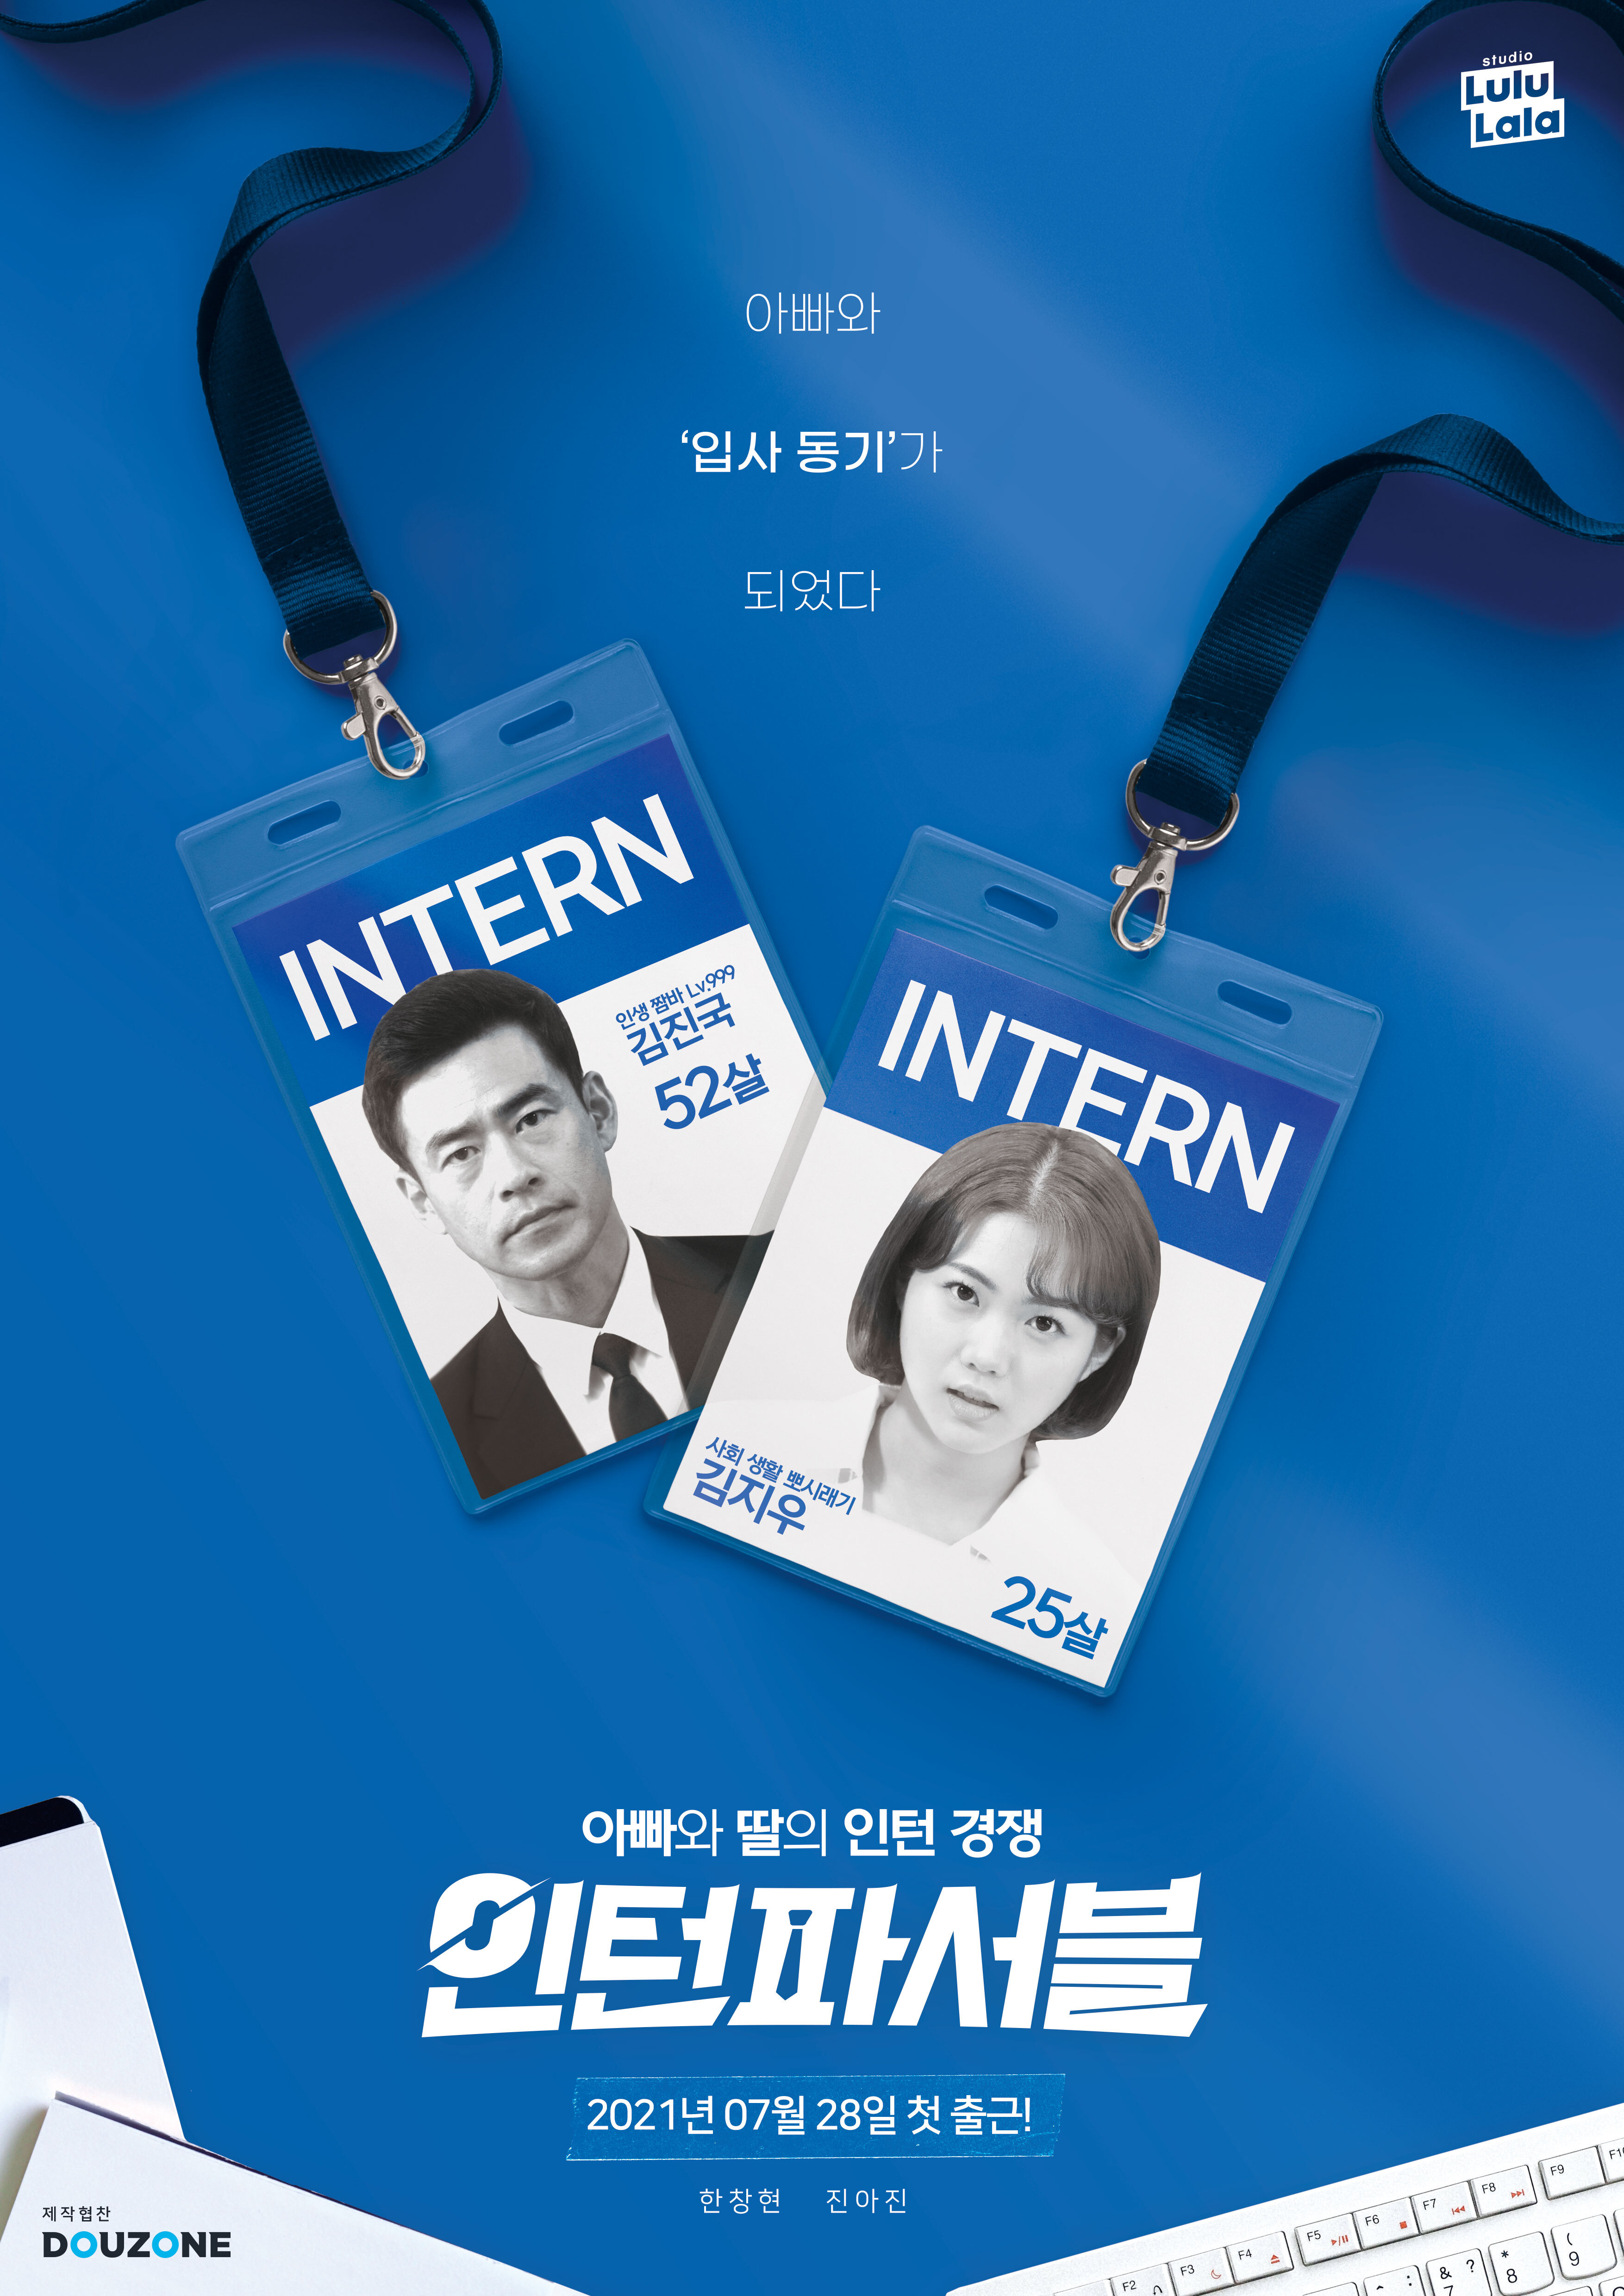 studio
Lulu
Lala
아빠와
‘입사 동기’가
되었다
INTERN
인생 짬바 Lv.999
김진국
52살
INTERN
사회 생활 뽀시래기
김지우
25살
아빠와 딸의 인턴 경쟁
인턴파서블
2021년 07월 28일 첫 출근!
한창현 진아진
제작협찬
DOUZONE
F2 F3 F4 F5 F6 F7 F8 F9
& 7 ? * 8 ( 9